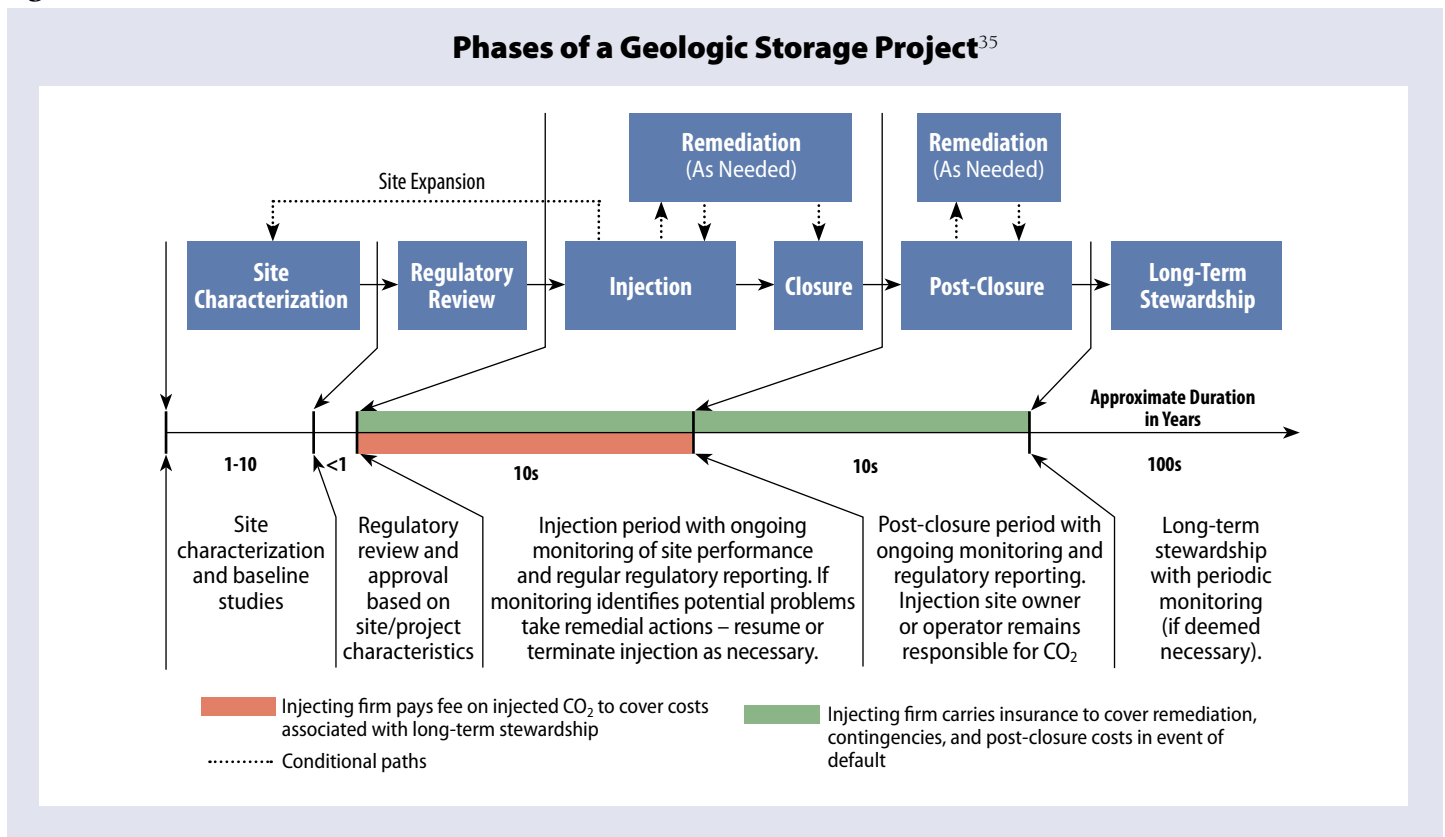 Phases of a Geologic Storage Project35
Remediation
(As Needed)
Remediation
(As Needed)
Site Expansion
Site
Characterization
Regulatory
Review
Injection
Closure
Post-Closure
Long-Term
Stewardship
Approximate Duration
in Years
1-10
<1
10s
10s
100s
Site
characterization
and baseline
studies
Regulatory
review and
approval
based on
site/project
characteristics
Injection period with ongoing
monitoring of site performance
and regular regulatory reporting. If
monitoring identifies potential problems
take remedial actions – resume or
terminate injection as necessary.
Post-closure period with
ongoing monitoring and
regulatory reporting.
Injection site owner
or operator remains
responsible for CO2
Long-term
stewardship
with periodic
monitoring
(if deemed
necessary).
Injecting firm pays fee on injected CO2 to cover costs
associated with long-term stewardship
Conditional paths
Injecting firm carries insurance to cover remediation,
contingencies, and post-closure costs in event of
default